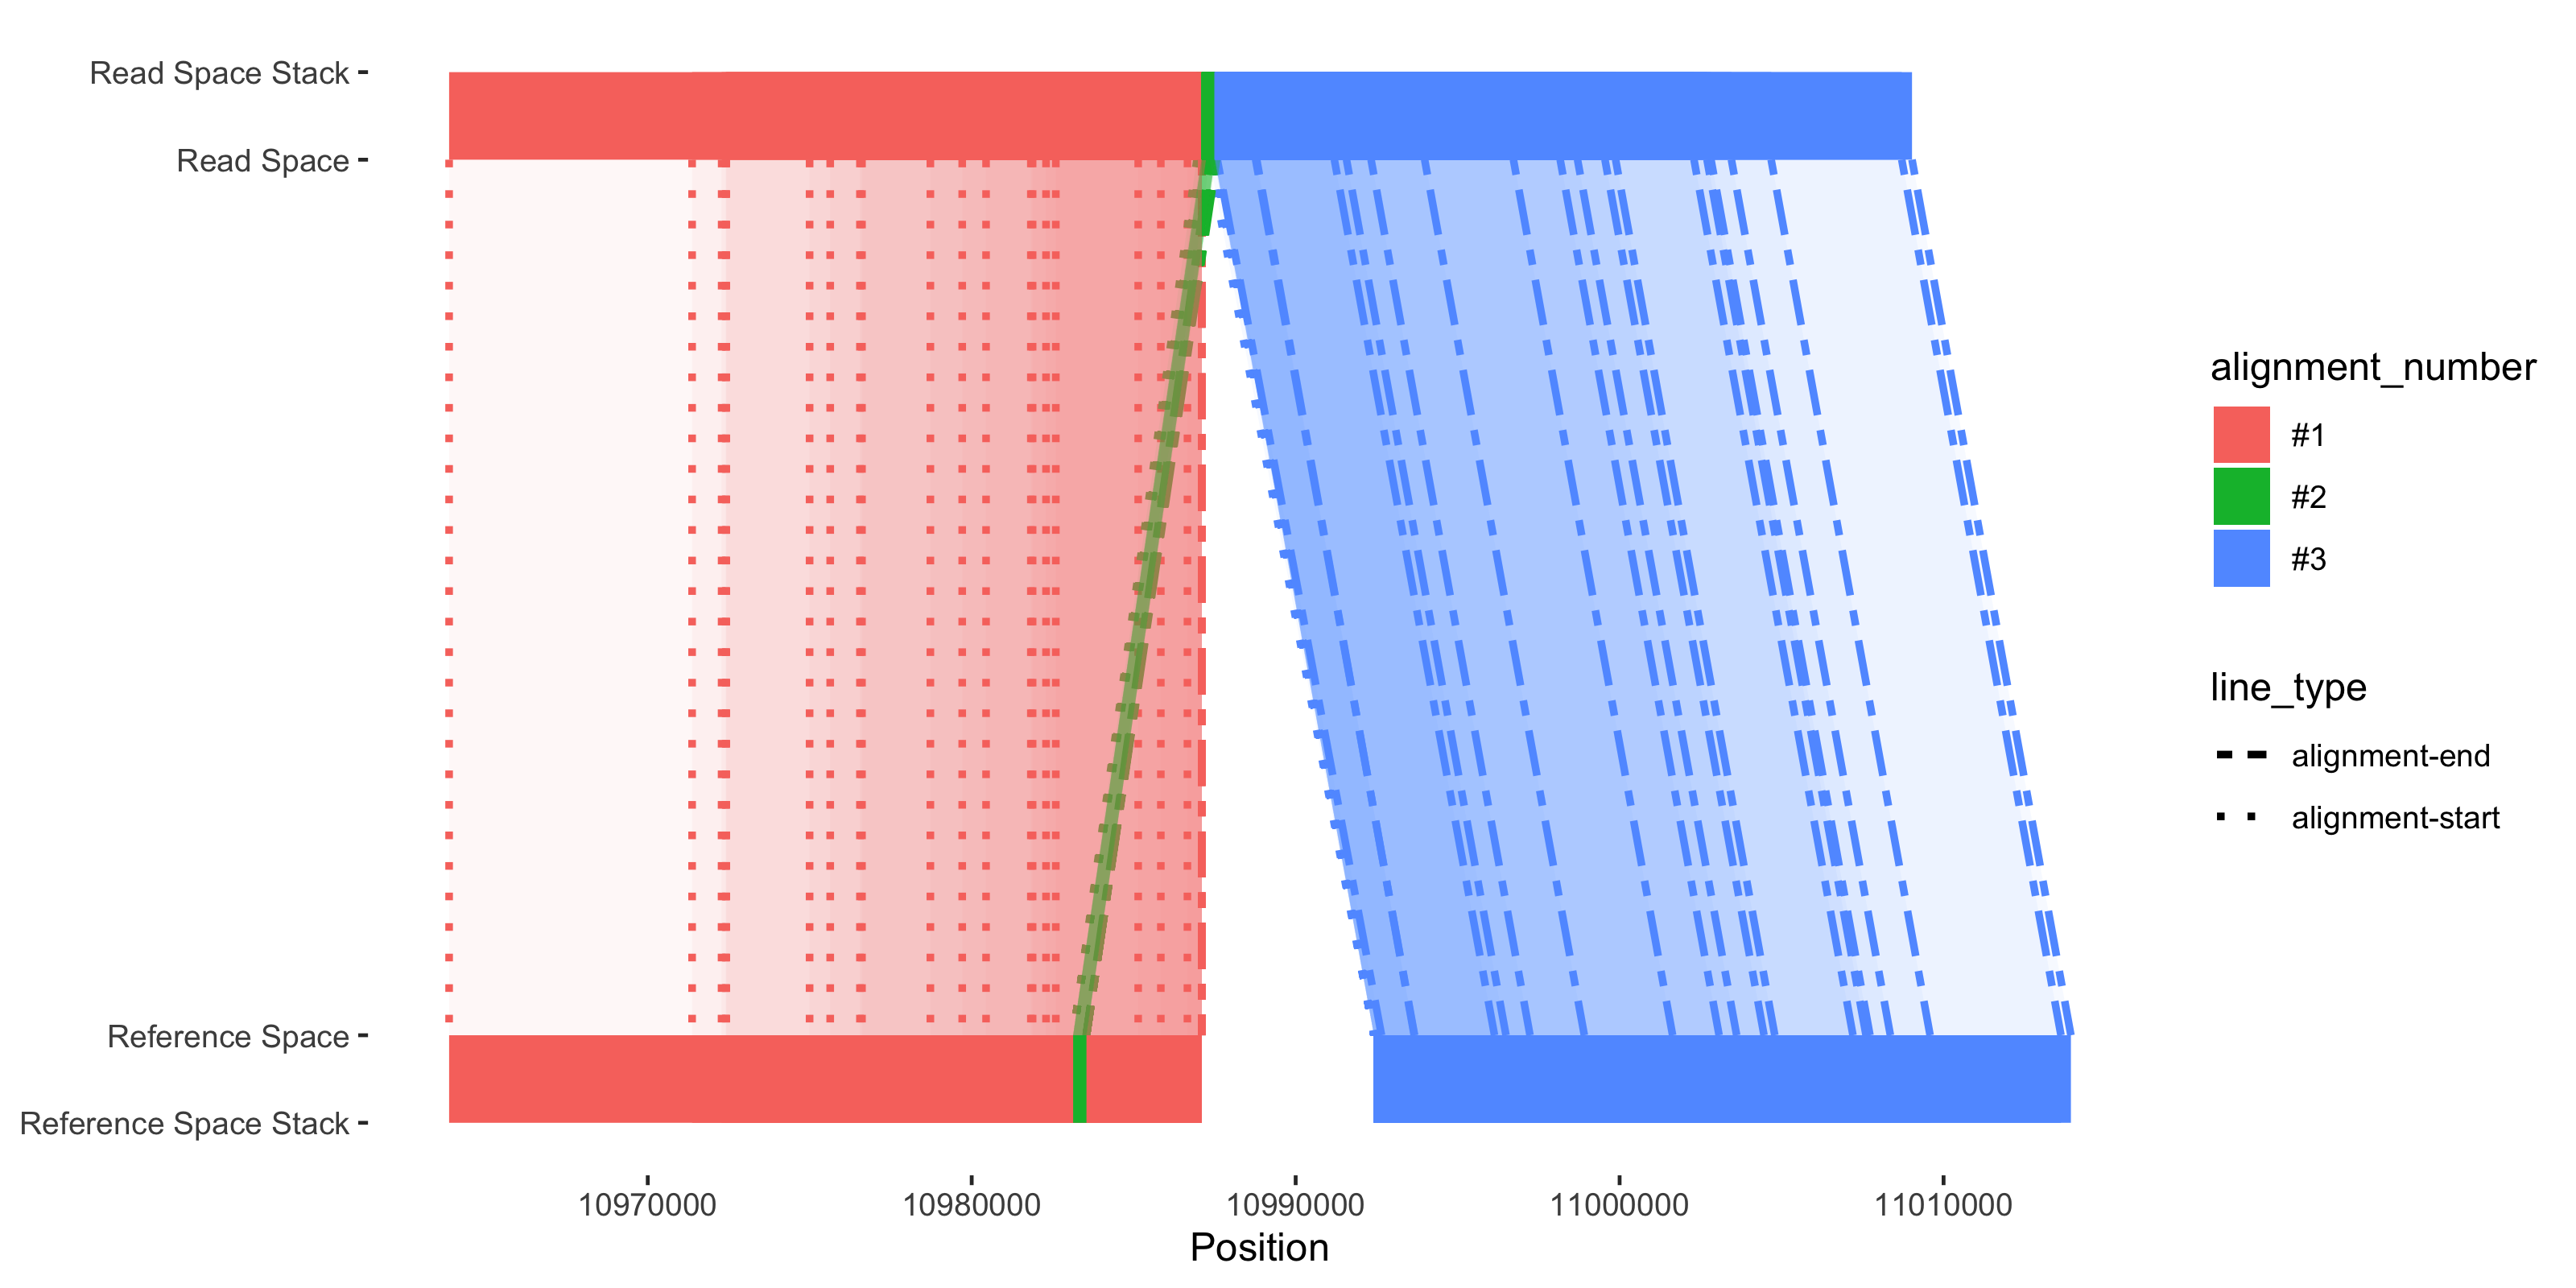 Read Space Stack
Read Space
Reference Space
Reference Space Stack
10970000
10980000
10990000
11000000
11010000
Position
alignment_number
#1
#2
#3
line_type
alignment-end
alignment-start